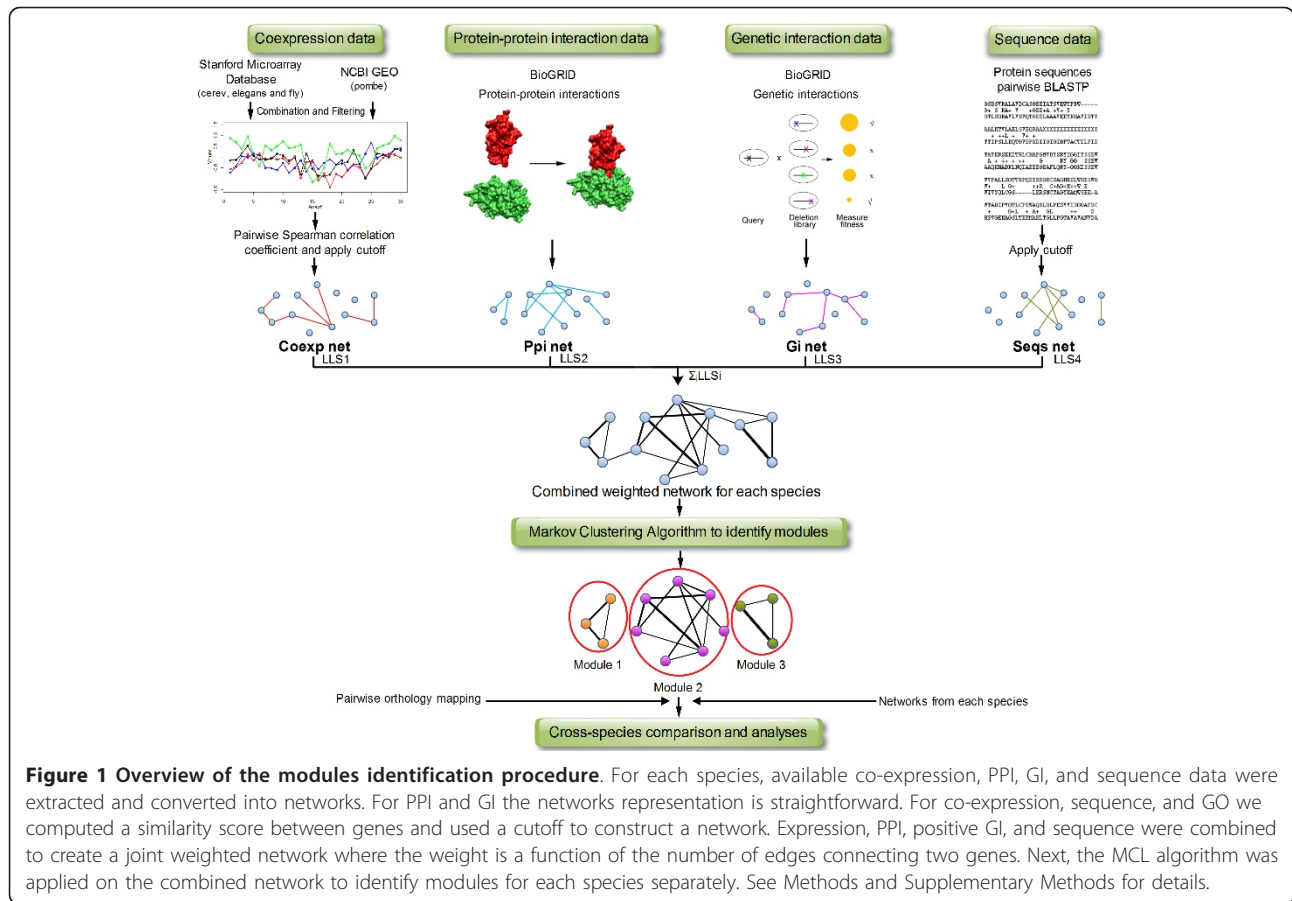 Coexpression data
Protein-protein interaction data
Genetic interaction data
Sequence data
Stanford Microarray
Database
(cerev, elegans and fly)
NCBI GEO
(pombe)
Combination and Filtering
0 5 10 15 20 25 30
Pairwise Spearman correlation
coefficient and apply cutoff
BioGRID
Protein-protein interactions
BioGRID
Genetic interactions
x
√
x
x
√
Query
Deletion
library
Measure
fitness
Protein sequences
pairwise BLASTP
Apply cutoff
Coexp net
Ppi net
Gi net
Seqs net
LLS1
LLS2
LLS3
LLS4
ΣiLLSi
Combined weighted network for each species
Markov Clustering Algorithm to identify modules
Module 1
Module 2
Module 3
Pairwise orthology mapping
Networks from each species
Cross-species comparison and analyses
Figure 1 Overview of the modules identification procedure. For each species, available co-expression, PPI, GI, and sequence data were
extracted and converted into networks. For PPI and GI the networks representation is straightforward. For co-expression, sequence, and GO we
computed a similarity score between genes and used a cutoff to construct a network. Expression, PPI, positive GI, and sequence were combined
to create a joint weighted network where the weight is a function of the number of edges connecting two genes. Next, the MCL algorithm was
applied on the combined network to identify modules for each species separately. See Methods and Supplementary Methods for details.